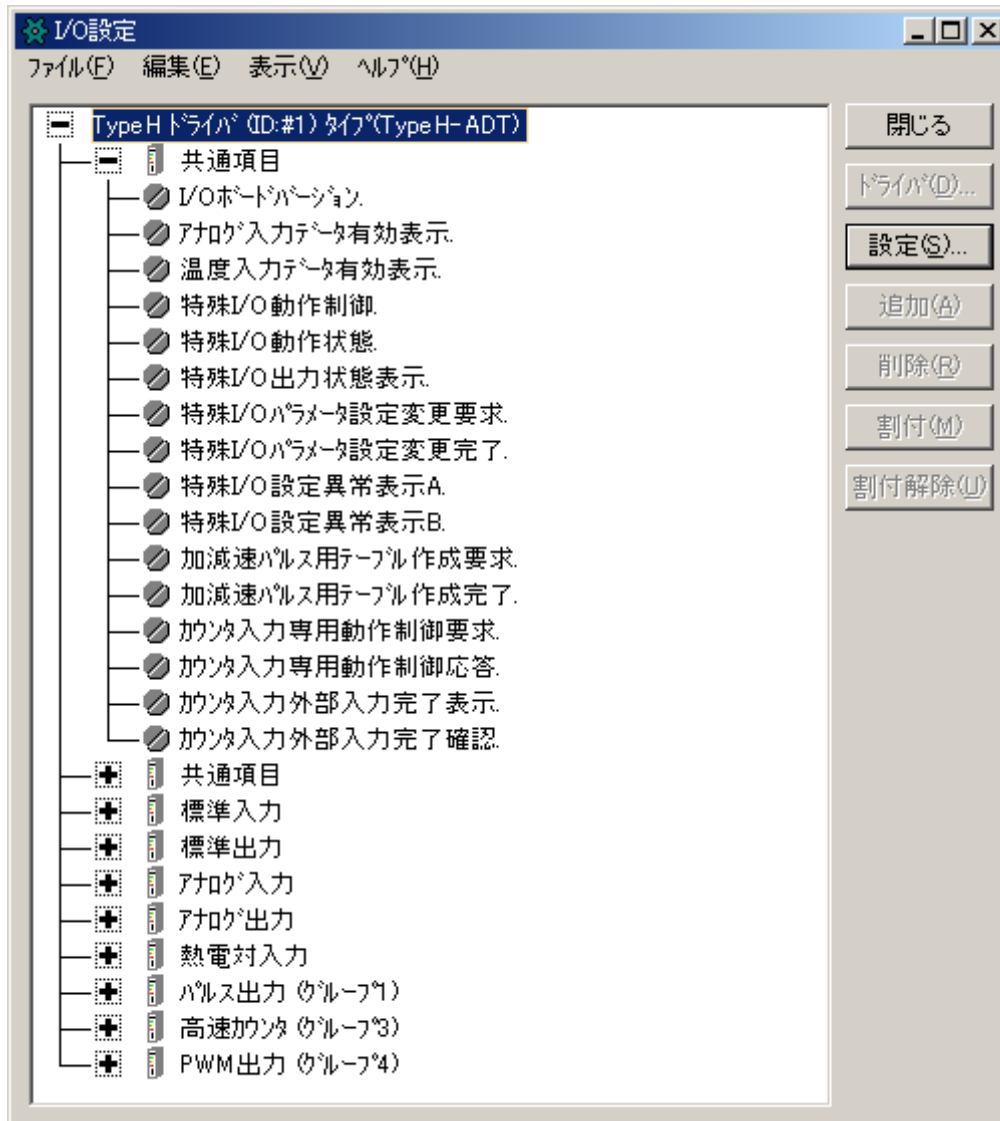 I/O設定
ﾌｧｲﾙ(F) 編集(E) 表示(V) ﾍﾙﾌﾟ(H)
Type H ﾄﾞﾗｲﾊﾞ (ID:#1) ﾀｲﾌﾟ(Type H-ADT)
共通項目
I/Oﾎﾞｰﾄﾞﾊﾞｰｼﾞｮﾝ.
ｱﾅﾛｸﾞ入力ﾃﾞｰﾀ有効表示.
温度入力ﾃﾞｰﾀ有効表示.
特殊I/O動作制御.
特殊I/O動作状態.
特殊I/O出力状態表示.
特殊I/Oﾊﾟﾗﾒｰﾀ設定変更要求.
特殊I/Oﾊﾟﾗﾒｰﾀ設定変更完了.
特殊I/O設定異常表示A.
特殊I/O設定異常表示B.
加減速ﾊﾟﾙｽ用ﾃｰﾌﾞﾙ作成要求.
加減速ﾊﾟﾙｽ用ﾃｰﾌﾞﾙ作成完了.
ｶｳﾝﾀ入力専用動作制御要求.
ｶｳﾝﾀ入力専用動作制御応答.
ｶｳﾝﾀ入力外部入力完了表示.
ｶｳﾝﾀ入力外部入力完了確認.
共通項目
標準入力
標準出力
ｱﾅﾛｸﾞ入力
ｱﾅﾛｸﾞ出力
熱電対入力
ﾊﾟﾙｽ出力 (ｸﾞﾙｰﾌﾟ1)
高速ｶｳﾝﾀ (ｸﾞﾙｰﾌﾟ3)
PWM出力 (ｸﾞﾙｰﾌﾟ4)
閉じる
ﾄﾞﾗｲﾊﾞ(D)...
設定(S)...
追加(A)
削除(R)
割付(M)
割付解除(U)